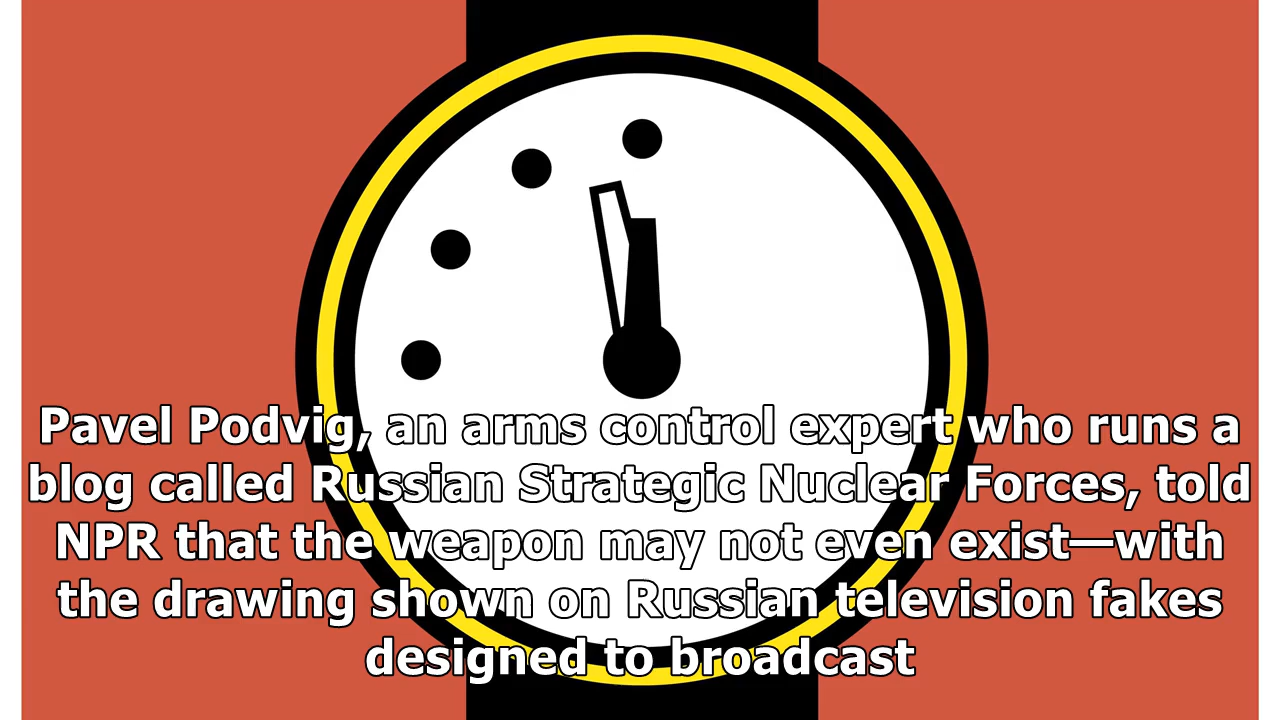 Pavel Podvig, an arms control expert who runs a
blog called Russian Strategic Nuclear Forces, told
NPR that the weapon may not even exist—with
the drawing shown on Russian television fakes
designed to broadcast